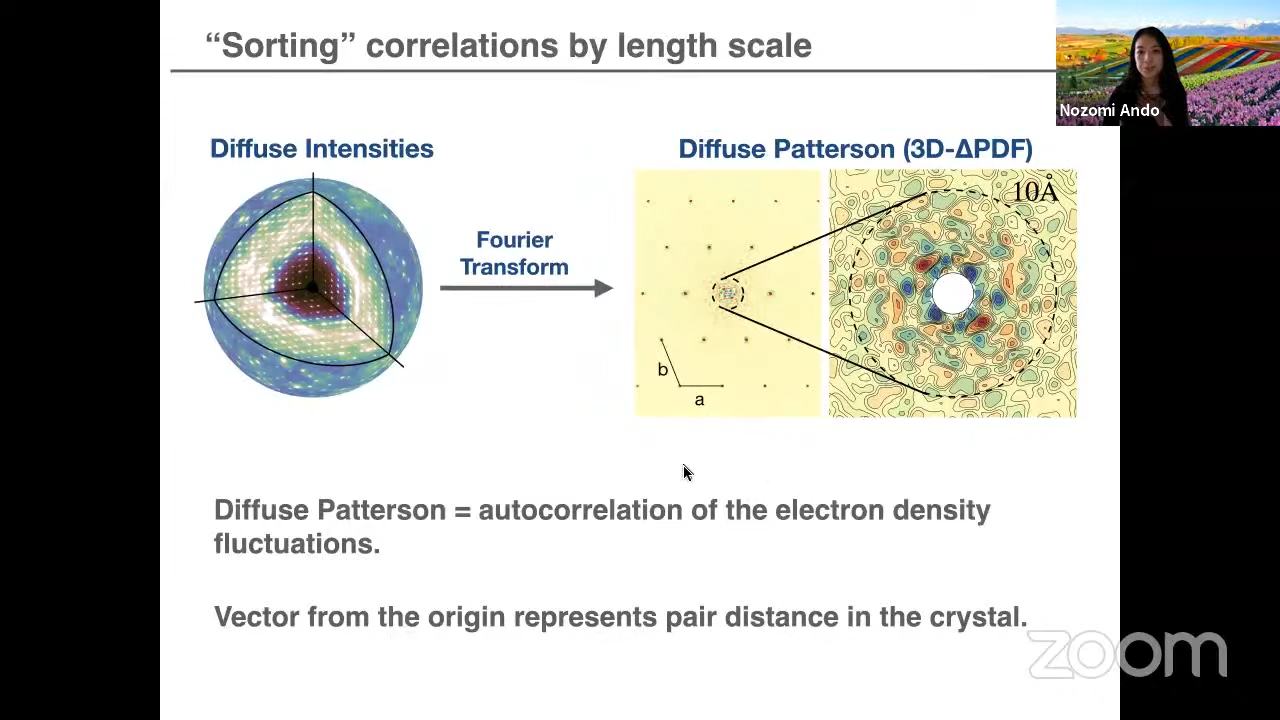 “Sorting” correlations by length scale
Nozomi Ando
Diffuse Intensities
Diffuse Patterson (3D-ΔPDF)
Fourier
Transform
10Å
b
a
Diffuse Patterson = autocorrelation of the electron density
fluctuations.
Vector from the origin represents pair distance in the crystal.
zoom